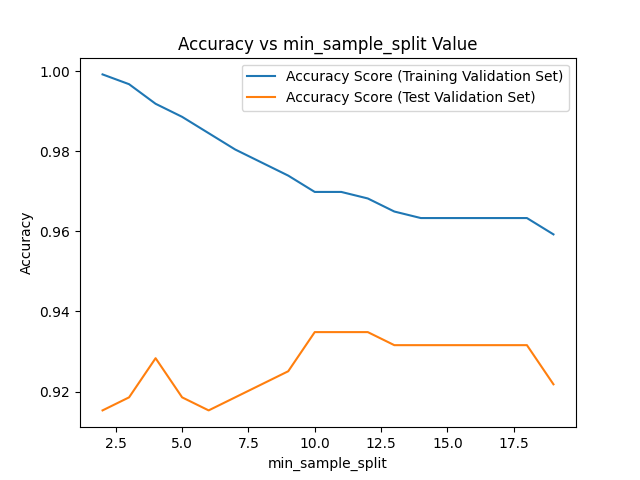 Accuracy vs min_sample_split Value
Accuracy Score (Training Validation Set)
Accuracy Score (Test Validation Set)
Accuracy
1.00
0.98
0.96
0.94
0.92
2.5 5.0 7.5 10.0 12.5 15.0 17.5
min_sample_split